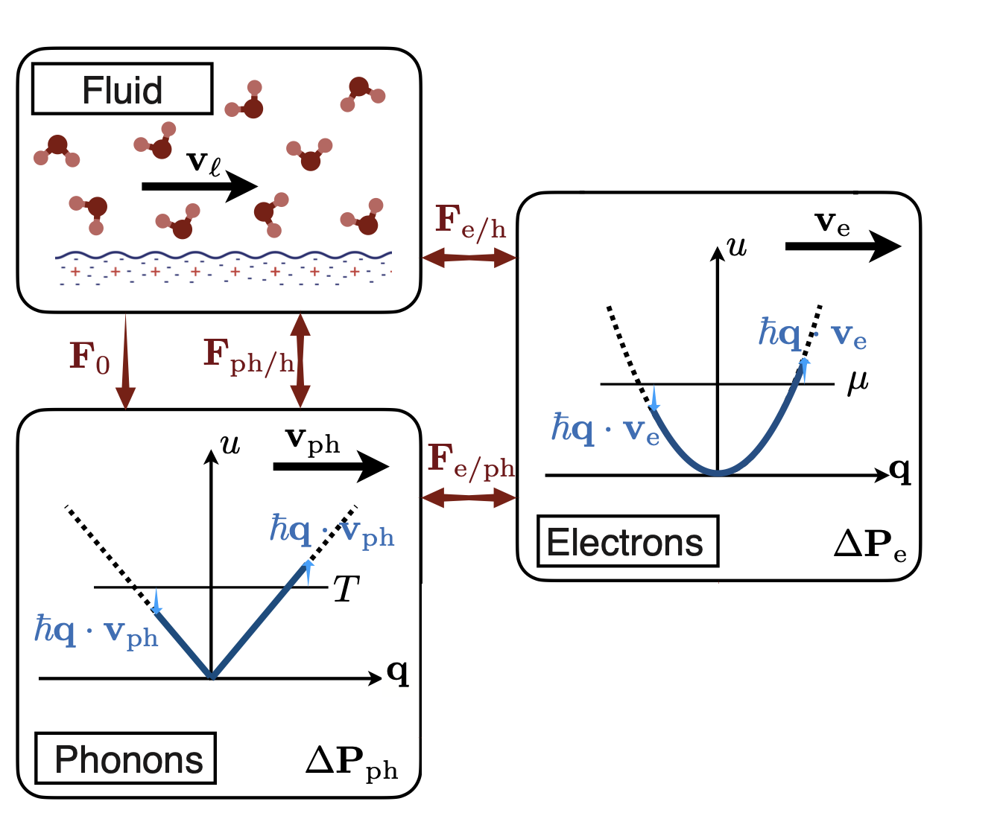 Fluid
v_ℓ
F_e/h
v_e
u
ħq · v_e
μ
ħq · v_e
q
Electrons
ΔP_e
F_0
F_ph/h
F_e/ph
v_ph
u
ħq · v_ph
T
ħq · v_ph
q
Phonons
ΔP_ph